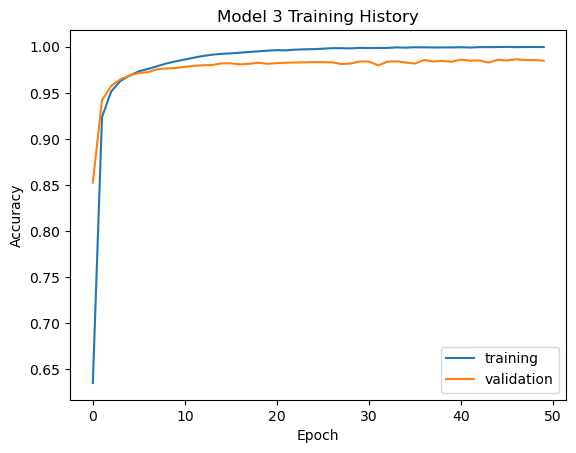 Model 3 Training History
1.00
0.95
0.90
0.85
0.80
0.75
0.70
0.65
Accuracy
0 10 20 30 40 50
Epoch
training
validation